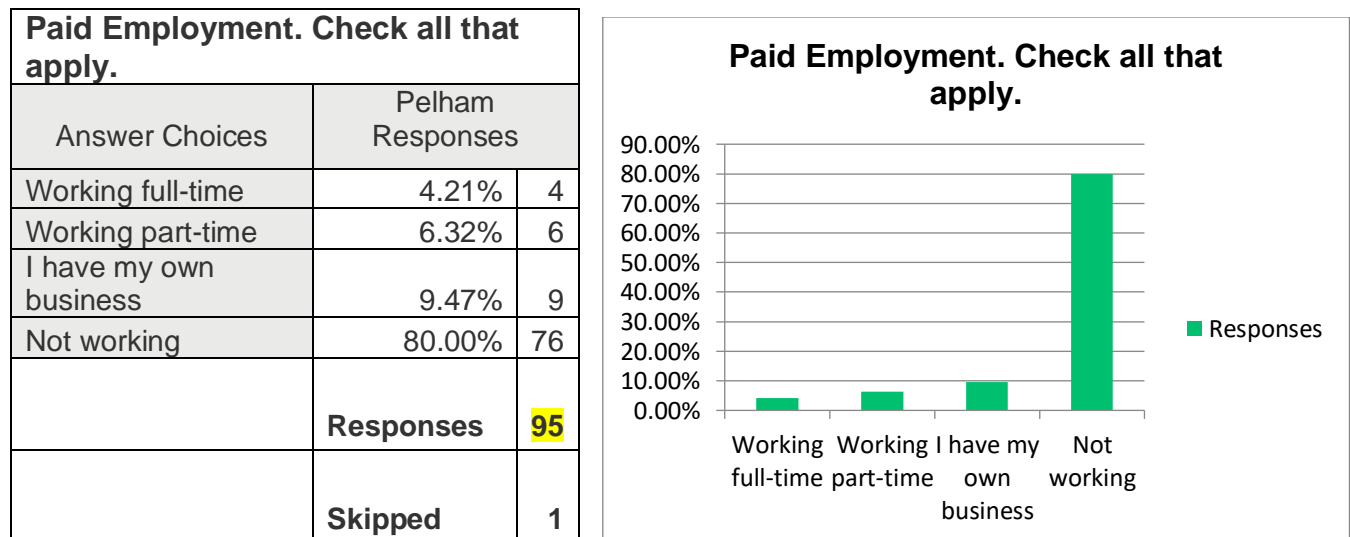 Paid Employment. Check all that
apply.
Answer Choices
Pelham
Responses
Working full-time 4.21% 4
Working part-time 6.32% 6
I have my own
business 9.47% 9
Not working 80.00% 76
Responses 95
Skipped 1
Paid Employment. Check all that
apply.
90.00%
80.00%
70.00%
60.00%
50.00%
40.00%
30.00%
20.00%
10.00%
0.00%
Working
full-time
Working
part-time
I have my
own
business
Not
working
Responses